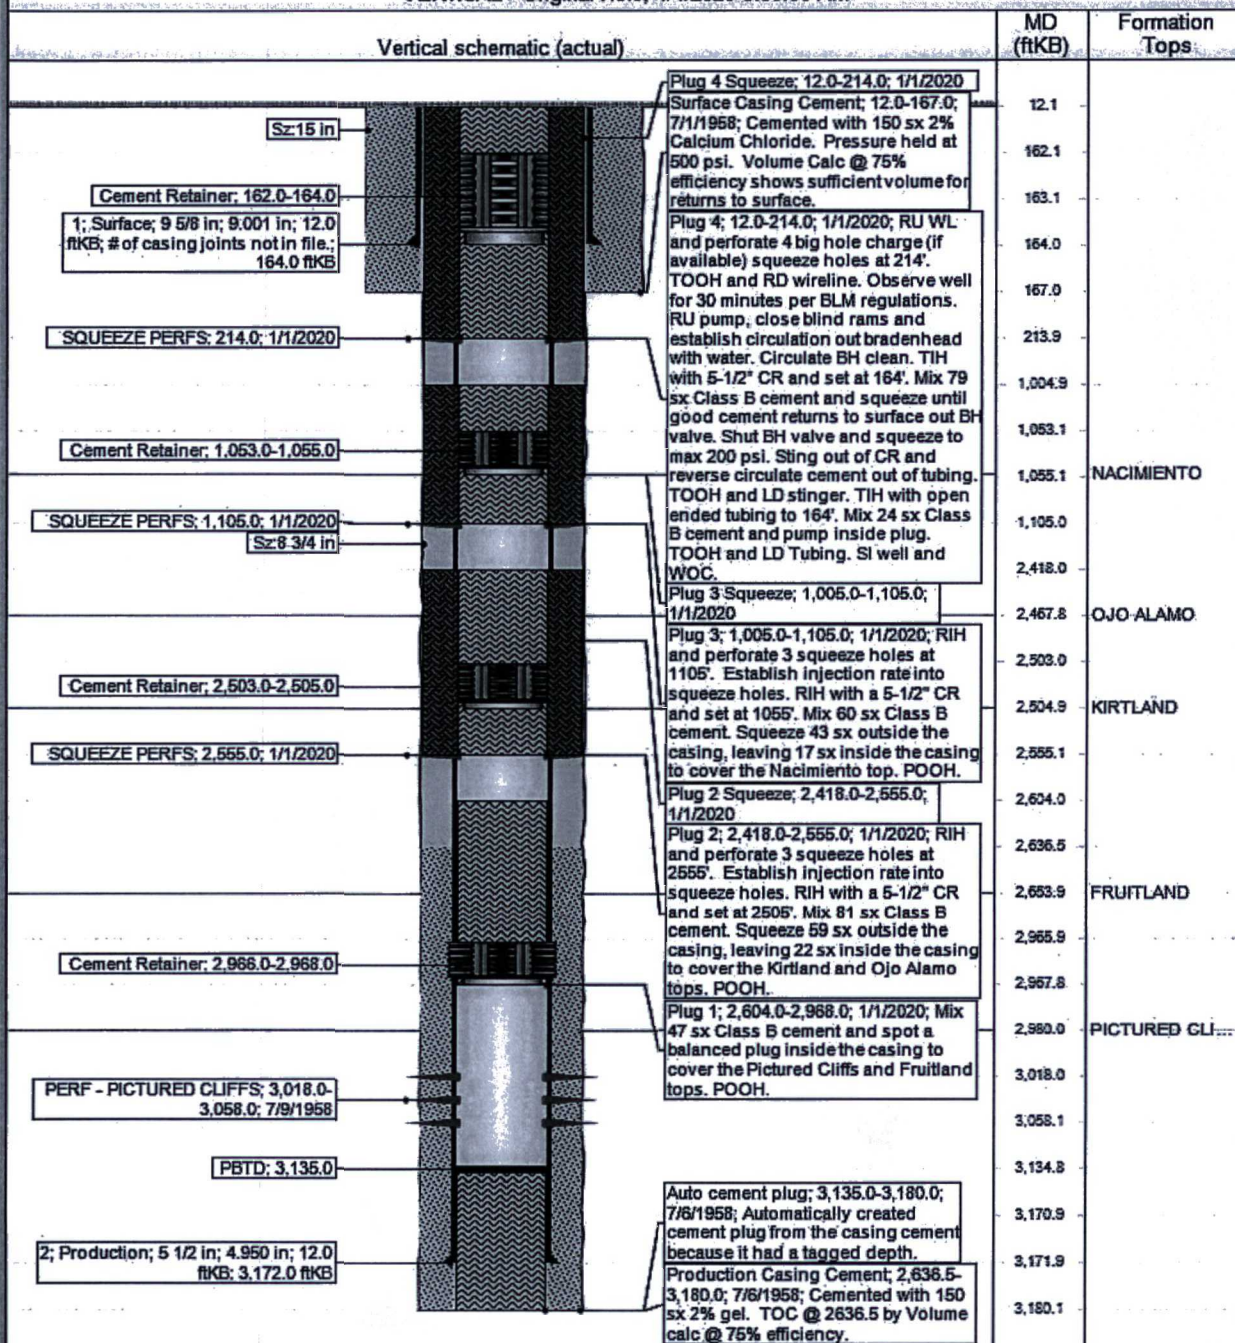 MD
(ftKB)
Formation
Tops
Vertical schematic (actual)
Sz:15 in
Cement Retainer; 162.0-164.0
1; Surface; 9 5/8 in; 9.001 in; 12.0
ftKB; # of casing joints not in file.;
164.0 ftKB
SQUEEZE PERFS; 214.0; 1/1/2020
Cement Retainer; 1,053.0-1,055.0
SQUEEZE PERFS; 1,105.0; 1/1/2020
Sz:8 3/4 in
Cement Retainer; 2,503.0-2,505.0
SQUEEZE PERFS; 2,555.0; 1/1/2020
Cement Retainer; 2,966.0-2,968.0
PERF - PICTURED CLIFFS; 3,018.0-
3,058.0; 7/9/1958
PBTD; 3,135.0
2; Production; 5 1/2 in; 4.950 in; 12.0
ftKB; 3,172.0 ftKB
Plug 4 Squeeze; 12.0-214.0; 1/1/2020
Surface Casing Cement; 12.0-167.0;
7/1/1958; Cemented with 150 sx 2%
Calcium Chloride. Pressure held at
500 psi. Volume Calc @ 75%
efficiency shows sufficient volume for
returns to surface.
Plug 4; 12.0-214.0; 1/1/2020; RU WL
and perforate 4 big hole charge (if
available) squeeze holes at 214'.
TOOH and RD wireline. Observe well
for 30 minutes per BLM regulations.
RU pump, close blind rams and
establish circulation out bradenhead
with water. Circulate BH clean. TIH
with 5-1/2" CR and set at 164'. Mix 79
sx Class B cement and squeeze until
good cement returns to surface out BH
valve. Shut BH valve and squeeze to
max 200 psi. Sting out of CR and
reverse circulate cement out of tubing.
TOOH and LD stinger. TIH with open
ended tubing to 164'. Mix 24 sx Class
B cement and pump inside plug.
TOOH and LD Tubing. SI well and
WOC.
Plug 3 Squeeze; 1,005.0-1,105.0;
1/1/2020
Plug 3; 1,005.0-1,105.0; 1/1/2020; RIH
and perforate 3 squeeze holes at
1105'. Establish injection rate into
squeeze holes. RIH with a 5-1/2" CR
and set at 1055'. Mix 60 sx Class B
cement. Squeeze 43 sx outside the
casing, leaving 17 sx inside the casing
to cover the Nacimiento top. POOH.
Plug 2 Squeeze; 2,418.0-2,555.0;
1/1/2020
Plug 2; 2,418.0-2,555.0; 1/1/2020; RIH
and perforate 3 squeeze holes at
2555'. Establish injection rate into
squeeze holes. RIH with a 5-1/2" CR
and set at 2505'. Mix 81 sx Class B
cement. Squeeze 59 sx outside the
casing, leaving 22 sx inside the casing
to cover the Kirtland and Ojo Alamo
tops. POOH.
Plug 1; 2,604.0-2,968.0; 1/1/2020; Mix
47 sx Class B cement and spot a
balanced plug inside the casing to
cover the Pictured Cliffs and Fruitland
tops. POOH.
Auto cement plug; 3,135.0-3,180.0;
7/6/1958; Automatically created
cement plug from the casing cement
because it had a tagged depth.
Production Casing Cement; 2,636.5-
3,180.0; 7/6/1958; Cemented with 150
sx 2% gel. TOC @ 2636.5 by Volume
calc @ 75% efficiency.
12.1
162.1
163.1
164.0
167.0
213.9
1,004.9
1,053.1
1,055.1
1,105.0
2,418.0
2,467.8
2,503.0
2,504.9
2,555.1
2,604.0
2,636.5
2,653.9
2,965.9
2,967.8
2,980.0
3,018.0
3,058.1
3,134.8
3,170.9
3,171.9
3,180.1
NACIMIENTO
OJO ALAMO
KIRTLAND
FRUITLAND
PICTURED CLI...